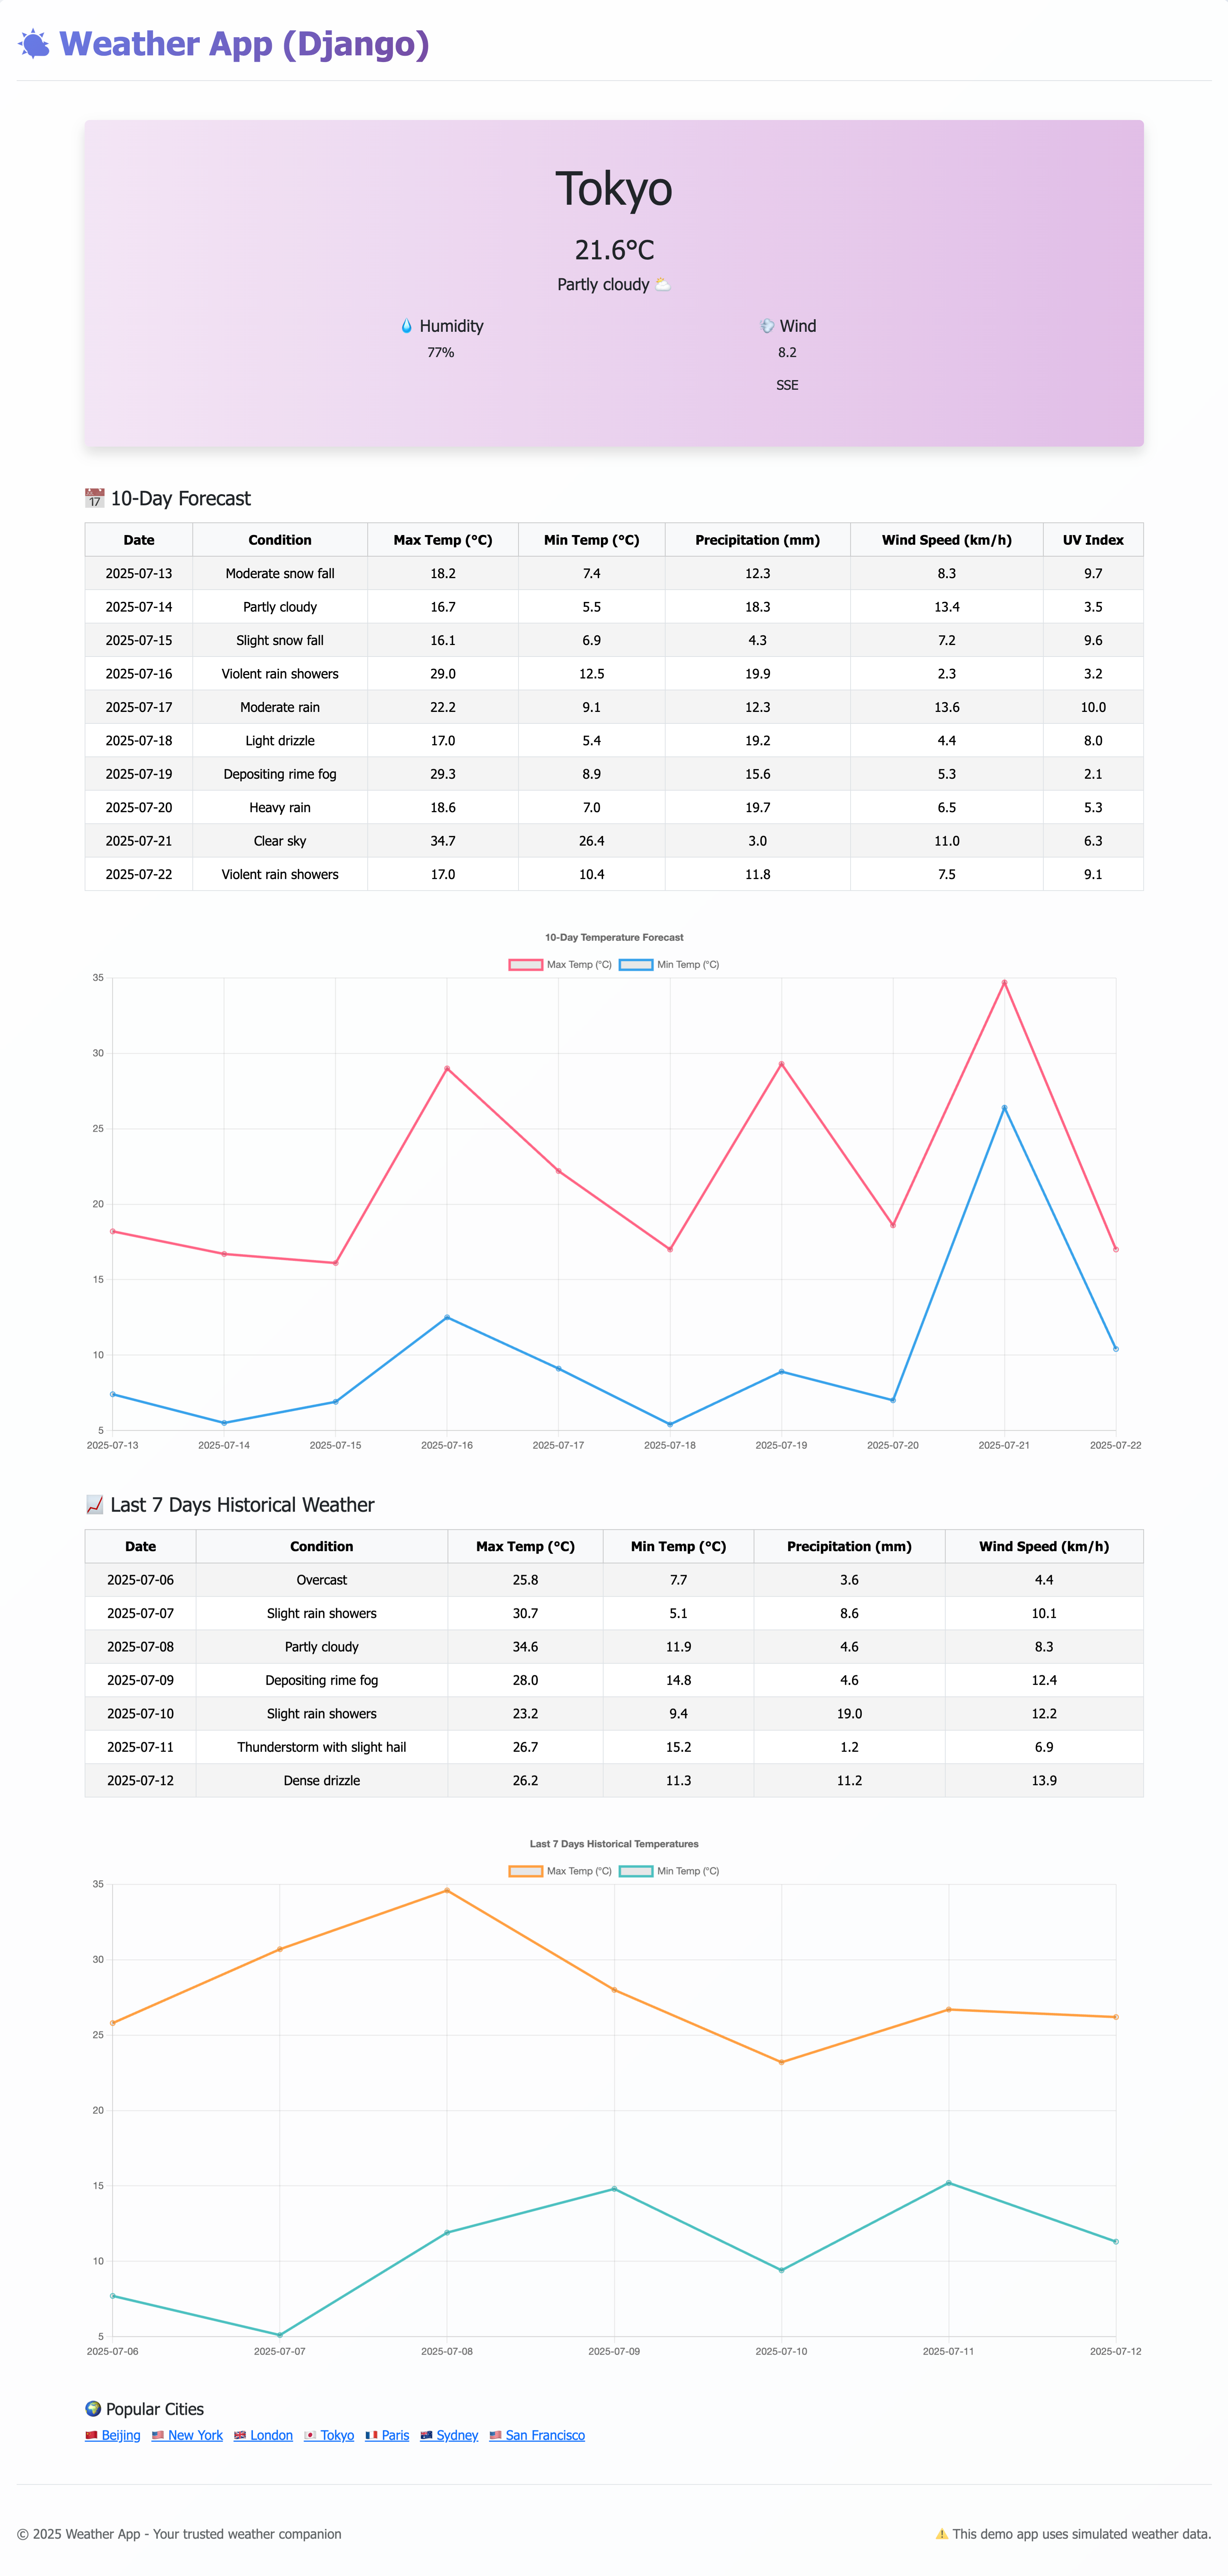 Weather App (Django)
Tokyo
21.6°C
Partly cloudy
Humidity
77%
Wind
8.2
SSE
17 10-Day Forecast
Date Condition Max Temp (°C) Min Temp (°C) Precipitation (mm) Wind Speed (km/h) UV Index
2025-07-13 Moderate snow fall 18.2 7.4 12.3 8.3 9.7
2025-07-14 Partly cloudy 16.7 5.5 18.3 13.4 3.5
2025-07-15 Slight snow fall 16.1 6.9 4.3 7.2 9.6
2025-07-16 Violent rain showers 29.0 12.5 19.9 2.3 3.2
2025-07-17 Moderate rain 22.2 9.1 12.3 13.6 10.0
2025-07-18 Light drizzle 17.0 5.4 19.2 4.4 8.0
2025-07-19 Depositing rime fog 29.3 8.9 15.6 5.3 2.1
2025-07-20 Heavy rain 18.6 7.0 19.7 6.5 5.3
2025-07-21 Clear sky 34.7 26.4 3.0 11.0 6.3
2025-07-22 Violent rain showers 17.0 10.4 11.8 7.5 9.1
10-Day Temperature Forecast
Max Temp (°C) Min Temp (°C)
35
30
25
20
15
10
5
2025-07-13 2025-07-14 2025-07-15 2025-07-16 2025-07-17 2025-07-18 2025-07-19 2025-07-20 2025-07-21 2025-07-22
Last 7 Days Historical Weather
Date Condition Max Temp (°C) Min Temp (°C) Precipitation (mm) Wind Speed (km/h)
2025-07-06 Overcast 25.8 7.7 3.6 4.4
2025-07-07 Slight rain showers 30.7 5.1 8.6 10.1
2025-07-08 Partly cloudy 34.6 11.9 4.6 8.3
2025-07-09 Depositing rime fog 28.0 14.8 4.6 12.4
2025-07-10 Slight rain showers 23.2 9.4 19.0 12.2
2025-07-11 Thunderstorm with slight hail 26.7 15.2 1.2 6.9
2025-07-12 Dense drizzle 26.2 11.3 11.2 13.9
Last 7 Days Historical Temperatures
Max Temp (°C) Min Temp (°C)
35
30
25
20
15
10
5
2025-07-06 2025-07-07 2025-07-08 2025-07-09 2025-07-10 2025-07-11 2025-07-12
Popular Cities
Beijing New York London Tokyo Paris Sydney San Francisco
© 2025 Weather App - Your trusted weather companion
This demo app uses simulated weather data.